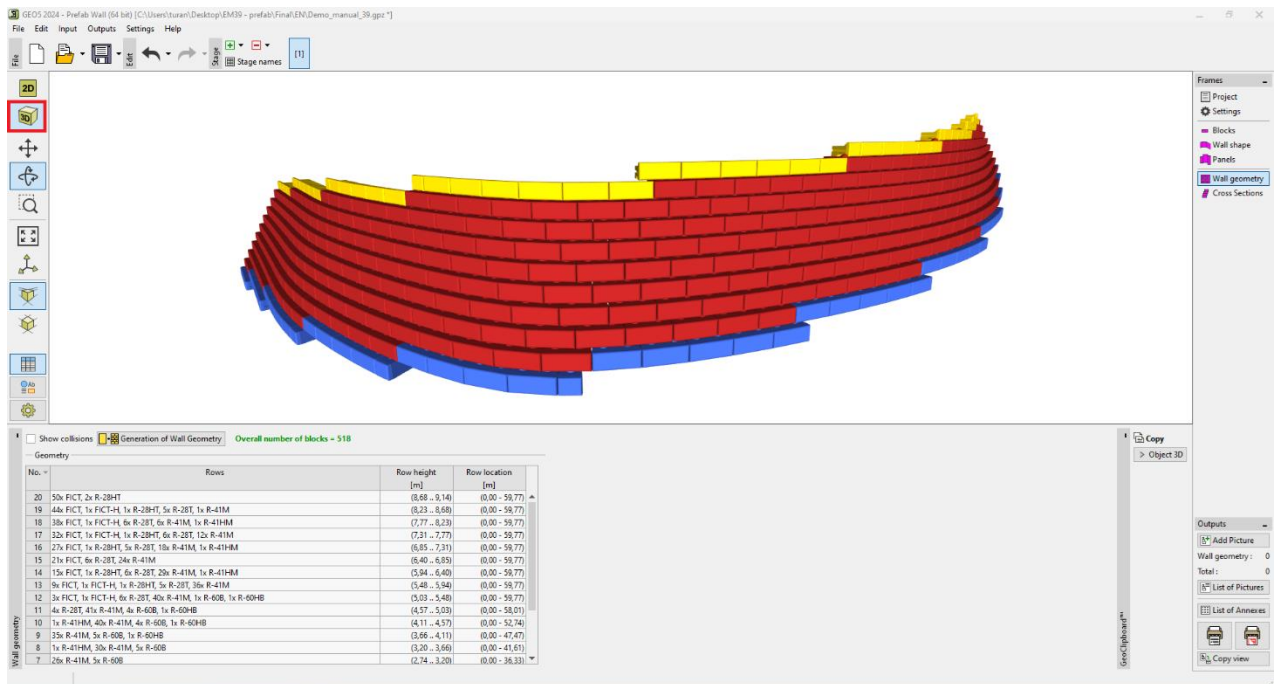 GEO5 2024 - Prefab Wall (64 bit) [C:\Users\turan\Desktop\EM39 - prefab\Final\EN\Demo_manual_39.gpz *]
File Edit Input Outputs Settings Help
File
Edit
Stage
Stage names
[1]
2D
3D
Frames
Project
Settings
Blocks
Wall shape
Panels
Wall geometry
Cross Sections
Show collisions Generation of Wall Geometry Overall number of blocks = 518
Geometry
No. Rows Row height Row location
[m] [m]
20 50x FICT, 2x R-28HT (8,68 .. 9,14) (0,00 - 59,77)
19 44x FICT, 1x FICT-H, 1x R-28HT, 5x R-28T, 1x R-41M (8,23 .. 8,68) (0,00 - 59,77)
18 38x FICT, 1x FICT-H, 6x R-28T, 6x R-41M, 1x R-41HM (7,77 .. 8,23) (0,00 - 59,77)
17 32x FICT, 1x FICT-H, 1x R-28HT, 6x R-28T, 12x R-41M (7,31 .. 7,77) (0,00 - 59,77)
16 27x FICT, 1x R-28HT, 5x R-28T, 18x R-41M, 1x R-41HM (6,85 .. 7,31) (0,00 - 59,77)
15 21x FICT, 6x R-28T, 24x R-41M (6,40 .. 6,85) (0,00 - 59,77)
14 15x FICT, 1x R-28HT, 6x R-28T, 29x R-41M, 1x R-41HM (5,94 .. 6,40) (0,00 - 59,77)
13 9x FICT, 1x FICT-H, 1x R-28HT, 5x R-28T, 36x R-41M (5,48 .. 5,94) (0,00 - 59,77)
12 3x FICT, 1x FICT-H, 6x R-28T, 40x R-41M, 1x R-60B, 1x R-60HB (5,03 .. 5,48) (0,00 - 59,77)
11 4x R-28T, 41x R-41M, 4x R-60B, 1x R-60HB (4,57 .. 5,03) (0,00 - 58,01)
10 1x R-41HM, 40x R-41M, 4x R-60B, 1x R-60HB (4,11 .. 4,57) (0,00 - 52,74)
9 35x R-41M, 5x R-60B, 1x R-60HB (3,66 .. 4,11) (0,00 - 47,47)
8 1x R-41HM, 30x R-41M, 5x R-60B (3,20 .. 3,66) (0,00 - 41,61)
7 26x R-41M, 5x R-60B (2,74 .. 3,20) (0,00 - 36,33)
Wall geometry
GeoClipboard™
Copy
> Object 3D
Outputs
Add Picture
Wall geometry : 0
Total : 0
List of Pictures
List of Annexes
Copy view